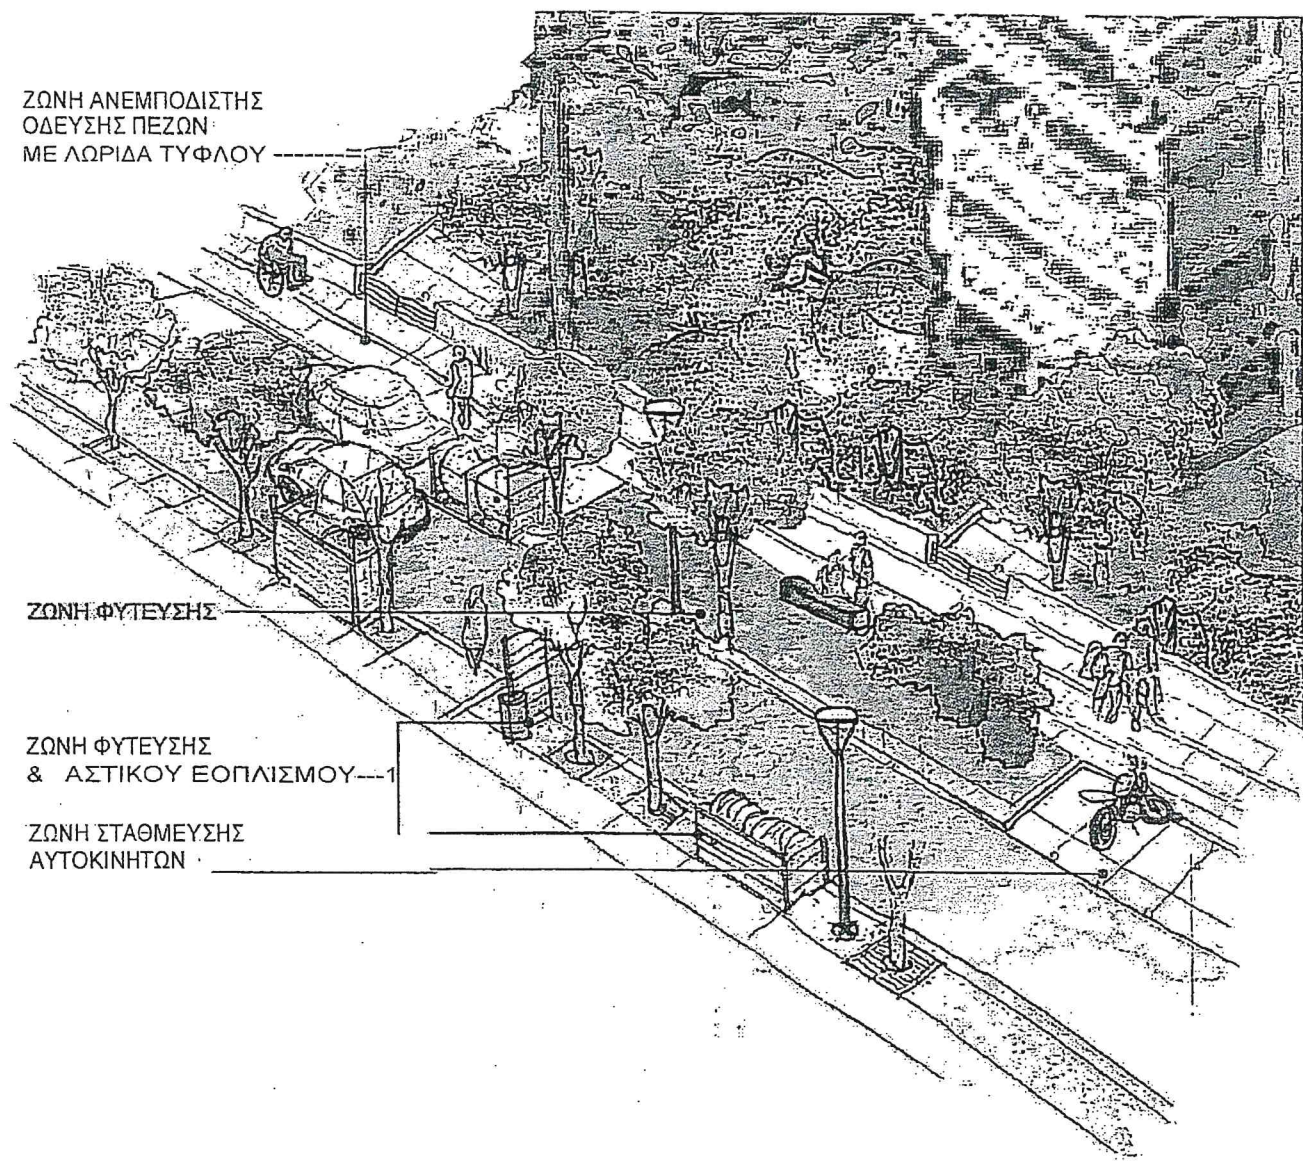 ΖΩΝΗ ΑΝΕΜΠΟΔΙΣΤΗΣ
ΟΔΕΥΣΗΣ ΠΕΖΩΝ
ΜΕ ΛΩΡΙΔΑ ΤΥΦΛΟΥ
ΖΩΝΗ ΦΥΤΕΥΣΗΣ
ΖΩΝΗ ΦΥΤΕΥΣΗΣ
& ΑΣΤΙΚΟΥ ΕΟΠΛΙΣΜΟΥ---1
ΖΩΝΗ ΣΤΑΘΜΕΥΣΗΣ
ΑΥΤΟΚΙΝΗΤΩΝ